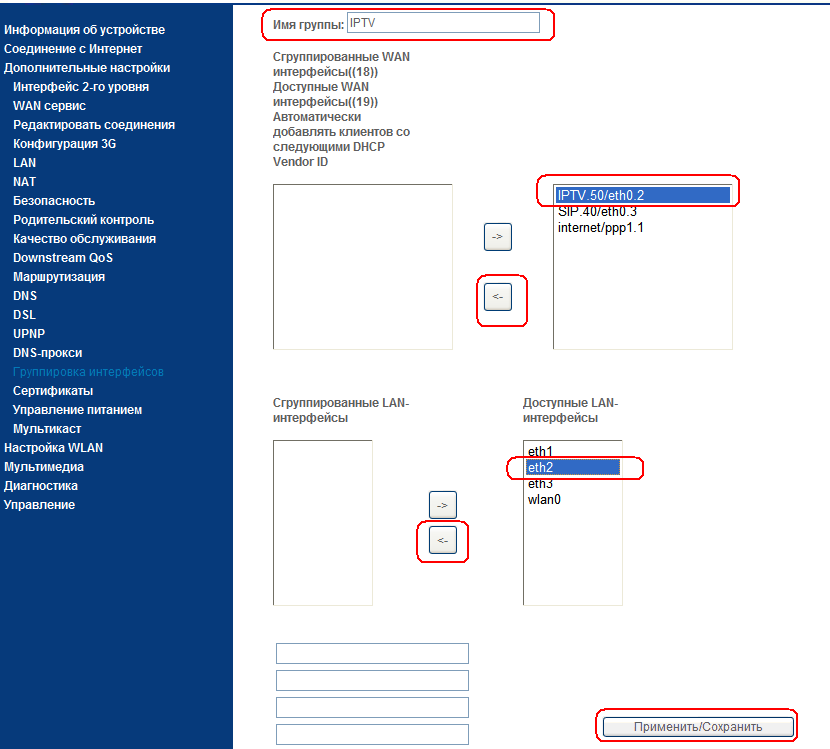 Информация об устройстве
Соединение с Интернет
Дополнительные настройки
Интерфейс 2-го уровня
WAN сервис
Редактировать соединения
Конфигурация 3G
LAN
NAT
Безопасность
Родительский контроль
Качество обслуживания
Downstream QoS
Маршрутизация
DNS
DSL
UPNP
DNS-прокси
Группировка интерфейсов
Сертификаты
Управление питанием
Мультикаст
Настройка WLAN
Мультимедиа
Диагностика
Управление
Имя группы: IPTV
Сгруппированные WAN
интерфейсы((18))
Доступные WAN
интерфейсы((19))
Автоматически
добавлять клиентов со
следующими DHCP
Vendor ID
IPTV.50/eth0.2
SIP.40/eth0.3
internet/ppp1.1
->
<-
Сгруппированные LAN-
интерфейсы
Доступные LAN-
интерфейсы
eth1
eth2
eth3
wlan0
->
<-
Применить/Сохранить